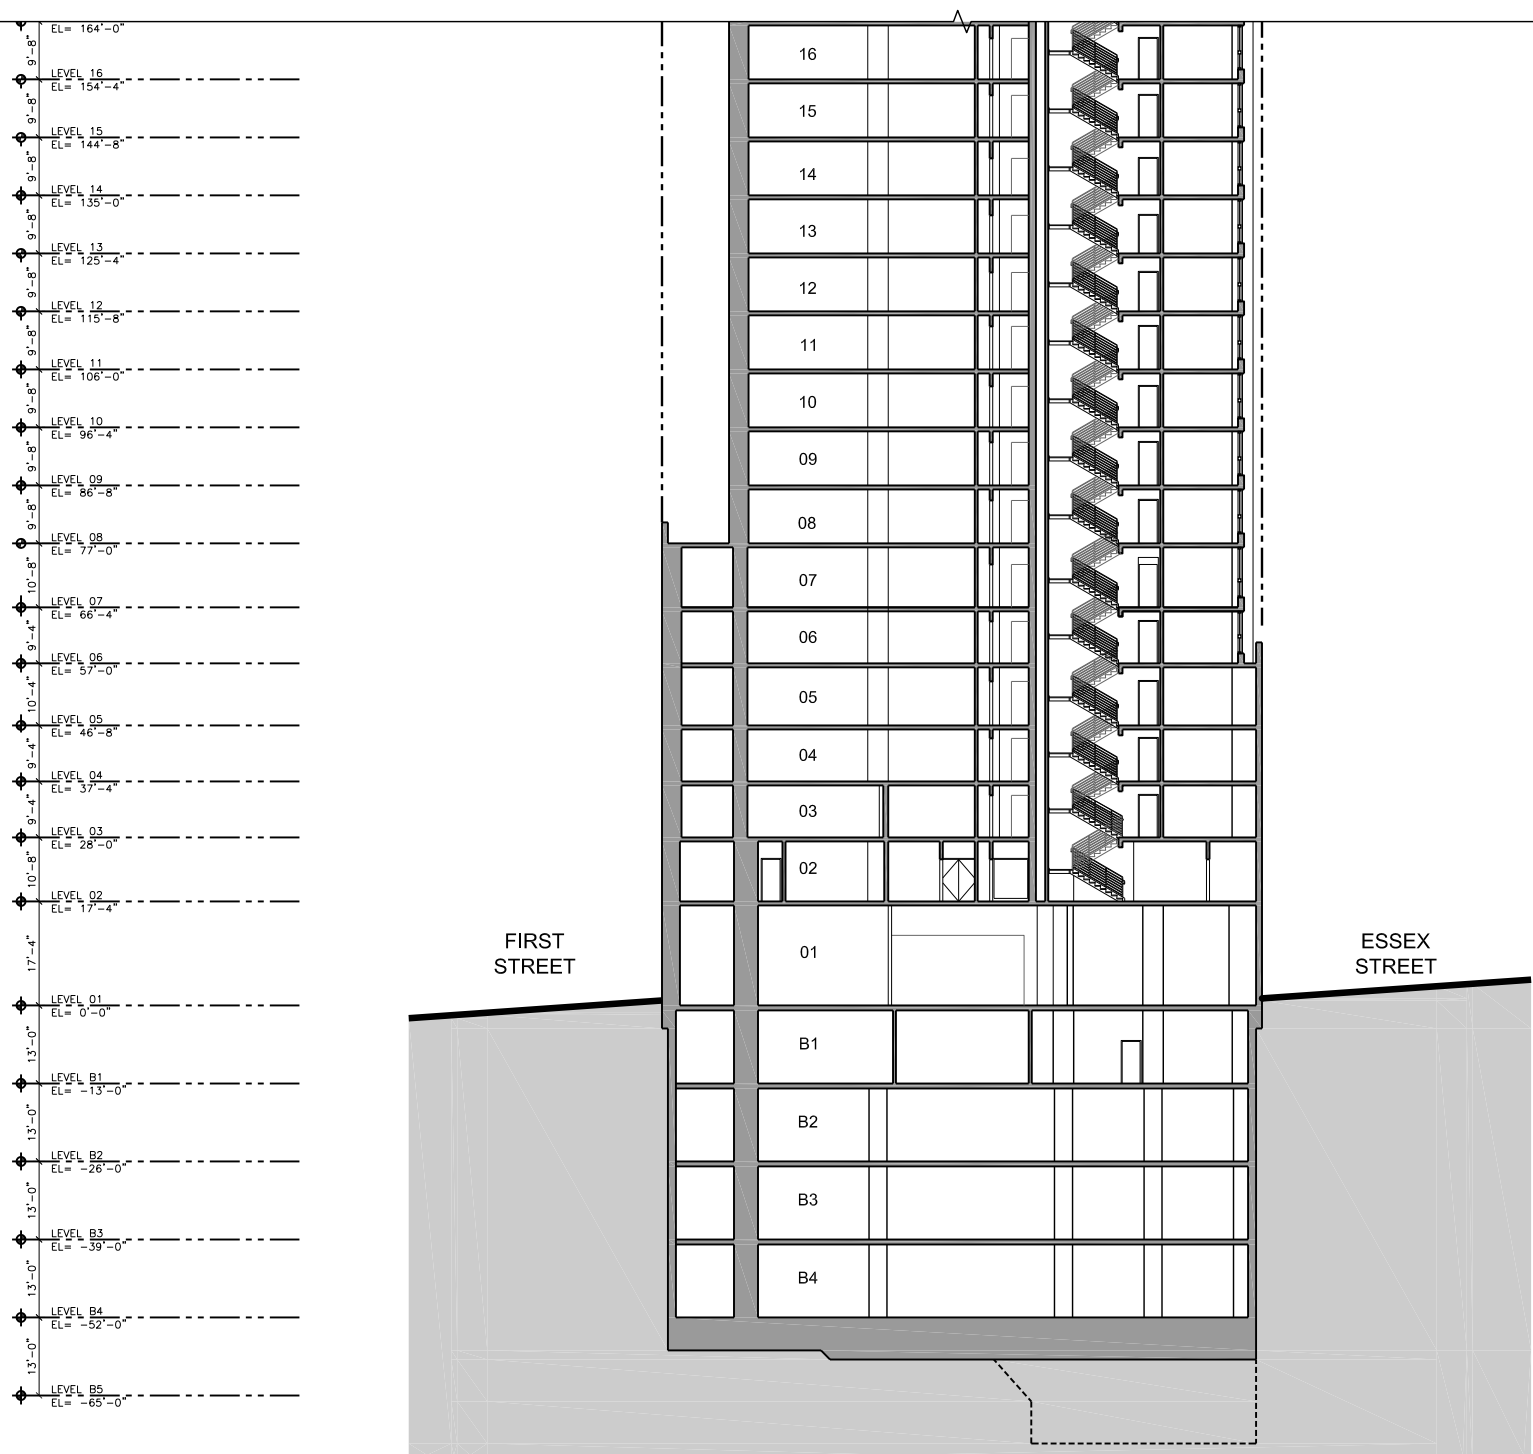 EL= 164'-0"
9'-8"
16
LEVEL 16
EL= 154'-4"
9'-8"
15
LEVEL 15
EL= 144'-8"
9'-8"
14
LEVEL 14
EL= 135'-0"
9'-8"
13
LEVEL 13
EL= 125'-4"
9'-8"
12
LEVEL 12
EL= 115'-8"
9'-8"
11
LEVEL 11
EL= 106'-0"
9'-8"
10
LEVEL 10
EL= 96'-4"
9'-8"
09
LEVEL 09
EL= 86'-8"
9'-8"
08
LEVEL 08
EL= 77'-0"
10'-8"
07
LEVEL 07
EL= 66'-4"
9'-4"
06
LEVEL 06
EL= 57'-0"
10'-4"
05
LEVEL 05
EL= 46'-8"
9'-4"
04
LEVEL 04
EL= 37'-4"
9'-4"
03
LEVEL 03
EL= 28'-0"
10'-8"
02
LEVEL 02
EL= 17'-4"
17'-4"
FIRST
STREET
01
ESSEX
STREET
LEVEL 01
EL= 0'-0"
13'-0"
B1
LEVEL B1
EL= -13'-0"
13'-0"
B2
LEVEL B2
EL= -26'-0"
13'-0"
B3
LEVEL B3
EL= -39'-0"
13'-0"
B4
LEVEL B4
EL= -52'-0"
13'-0"
LEVEL B5
EL= -65'-0"